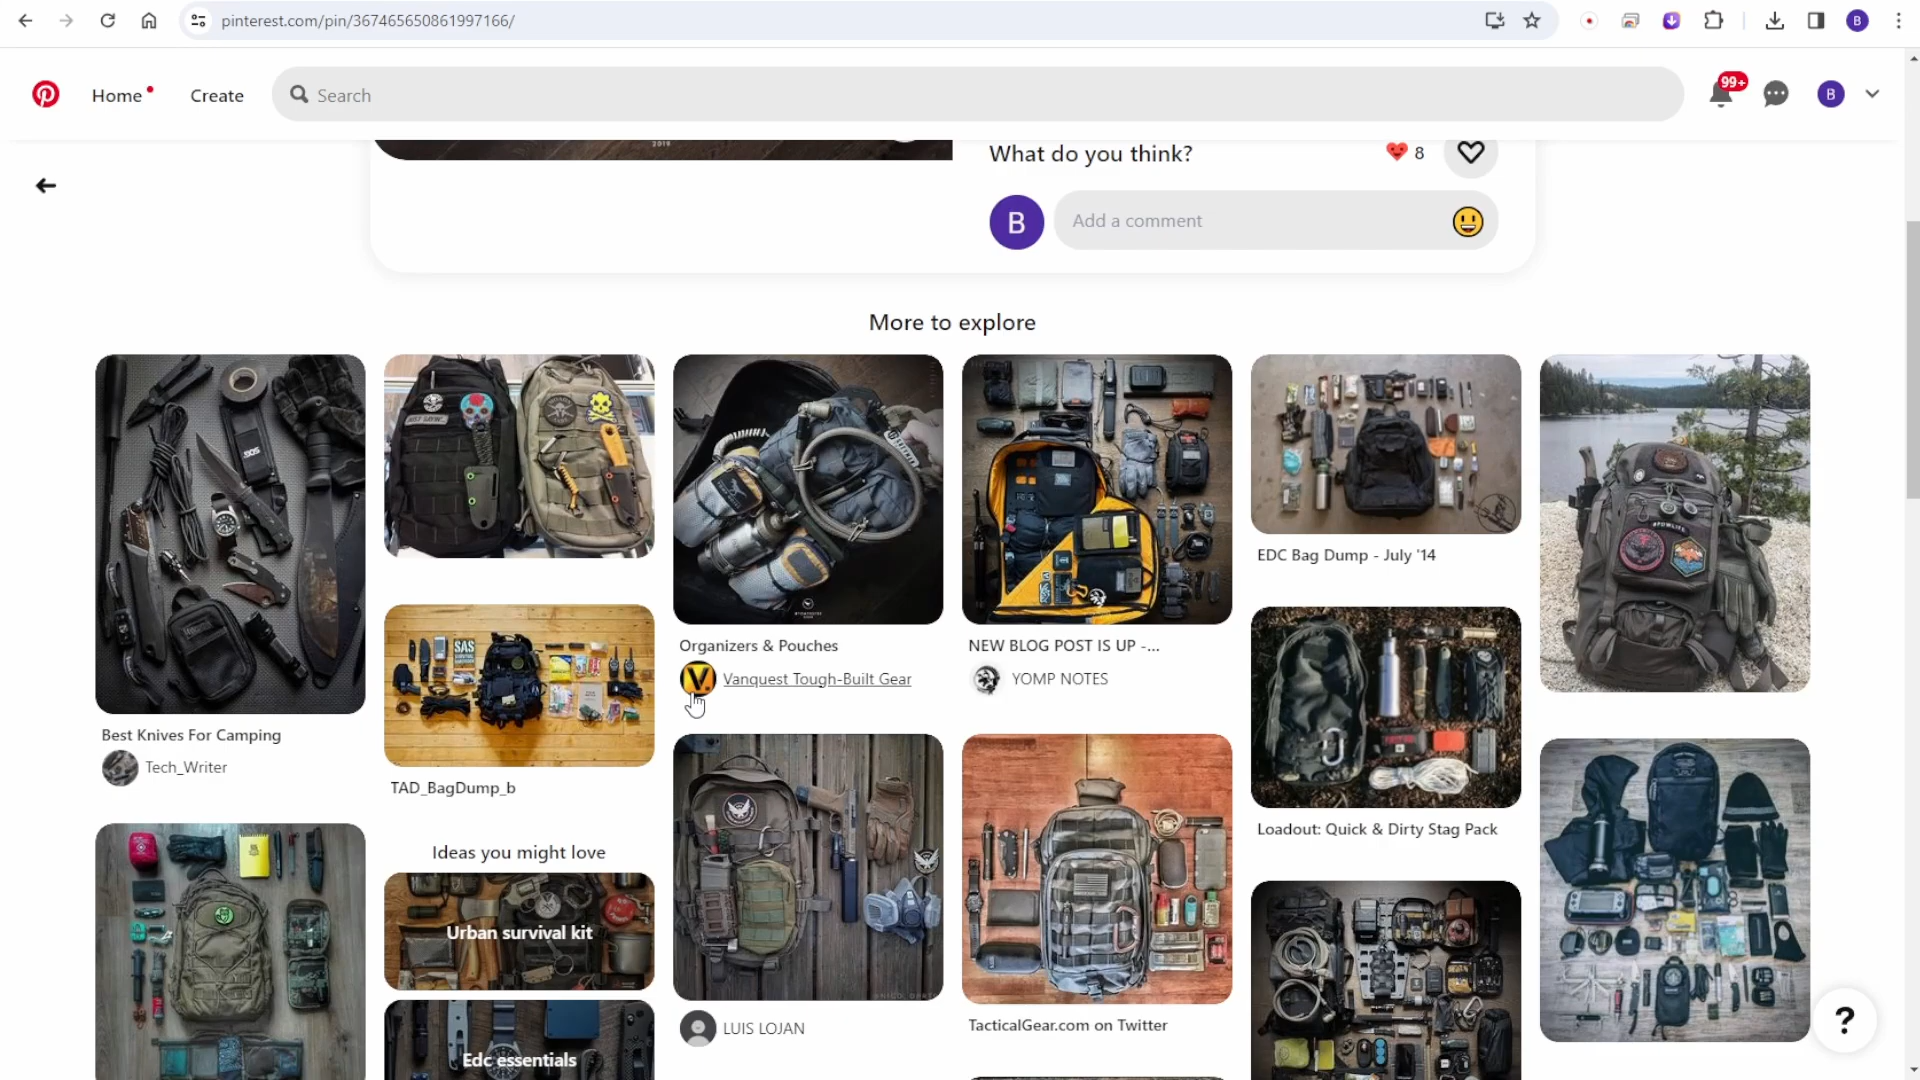 pinterest.com/pin/367465650861997166/
B
Home
Create
Search
99+
B
2019
What do you think?
8
B
Add a comment
More to explore
SOS
SAS
Organizers & Pouches
V
Vanquest Tough-Built Gear
NEW BLOG POST IS UP -...
YOMP NOTES
EDC Bag Dump - July '14
Best Knives For Camping
Tech_Writer
TAD_BagDump_b
Loadout: Quick & Dirty Stag Pack
Ideas you might love
Urban survival kit
Edc essentials
LUIS LOJAN
TacticalGear.com on Twitter
?